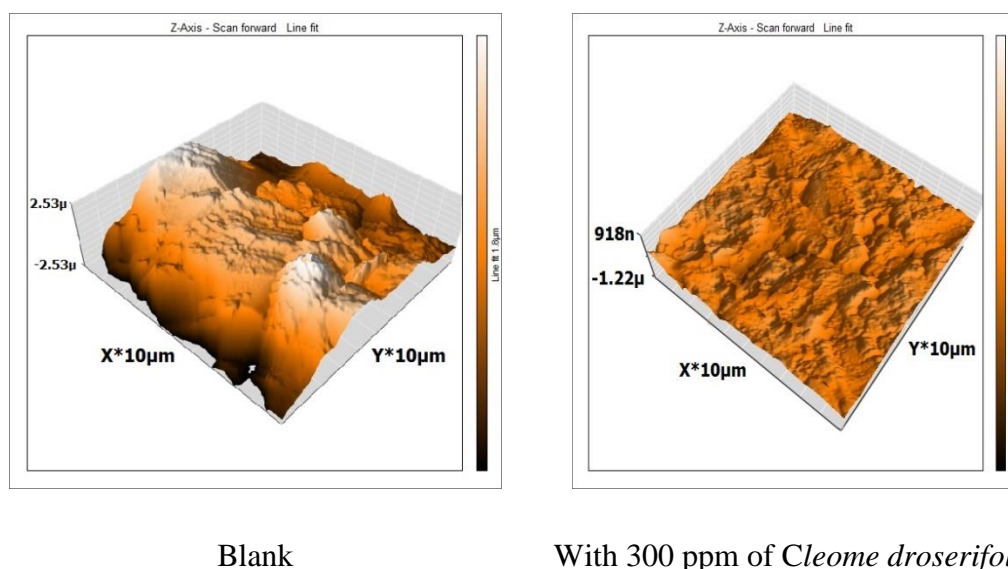 Z-Axis - Scan forward Line fit
2.53µ
-2.53µ
X*10µm
Y*10µm
Line fit 1.8µm
Z-Axis - Scan forward Line fit
918n
-1.22µ
X*10µm
Y*10µm
Blank
With 300 ppm of Cleome